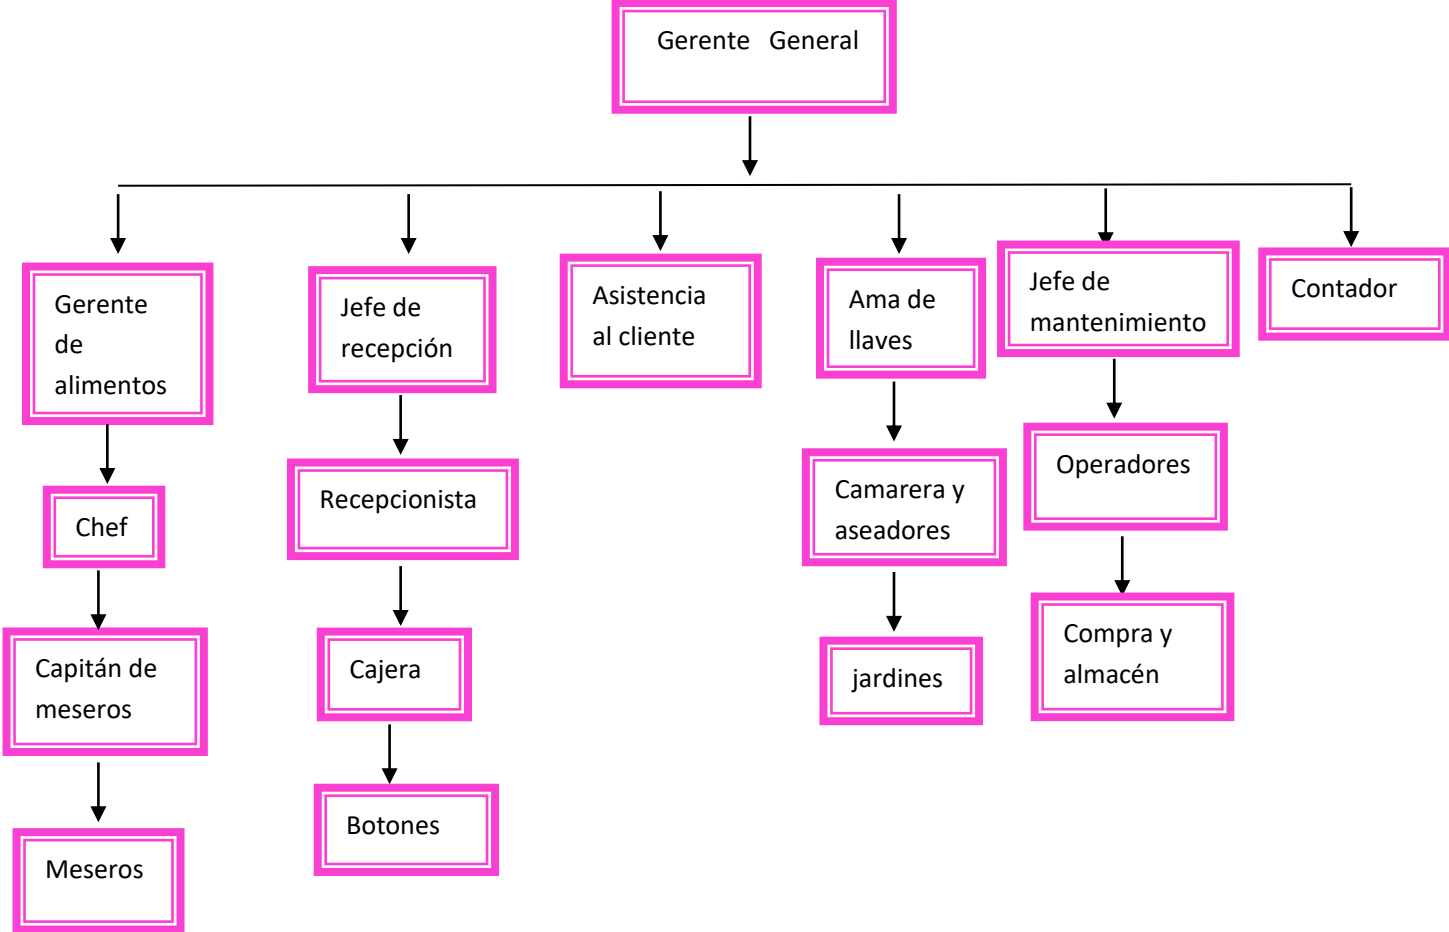 Gerente General
Gerente
de
alimentos
Jefe de
recepción
Asistencia
al cliente
Ama de
llaves
Jefe de
mantenimiento
Contador
Chef
Recepcionista
Camarera y
aseadores
Operadores
Capitán de
meseros
Cajera
jardines
Compra y
almacén
Meseros
Botones